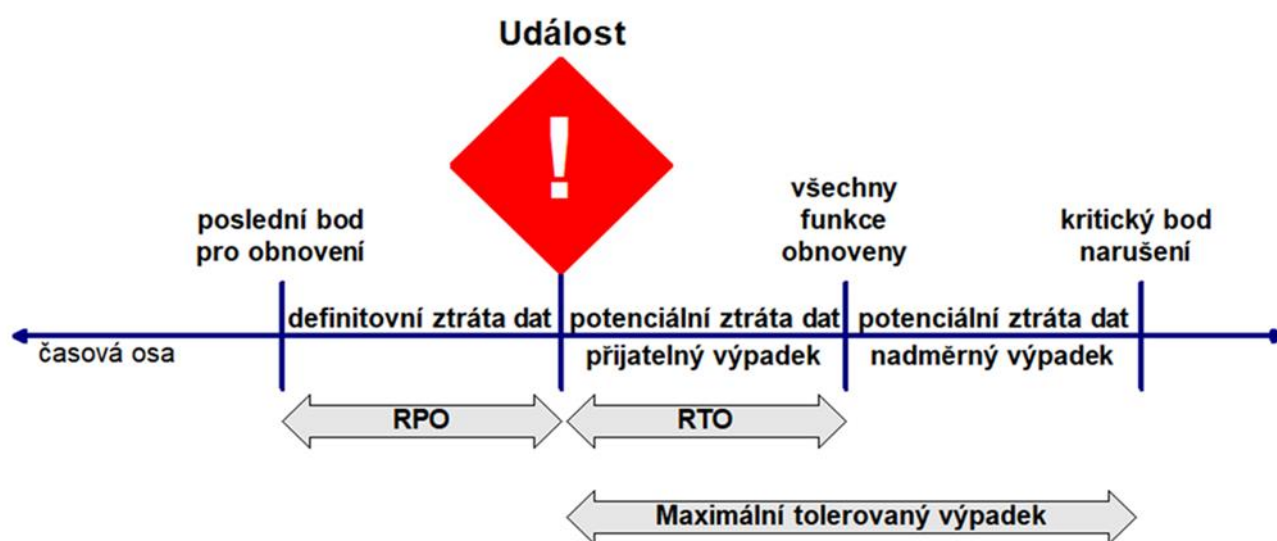 Událost
!
poslední bod
pro obnovení
všechny
funkce
obnoveny
kritický bod
narušení
definitovní ztráta dat
potenciální ztráta dat
potenciální ztráta dat
časová osa
přijatelný výpadek
nadměrný výpadek
RPO
RTO
Maximální tolerovaný výpadek